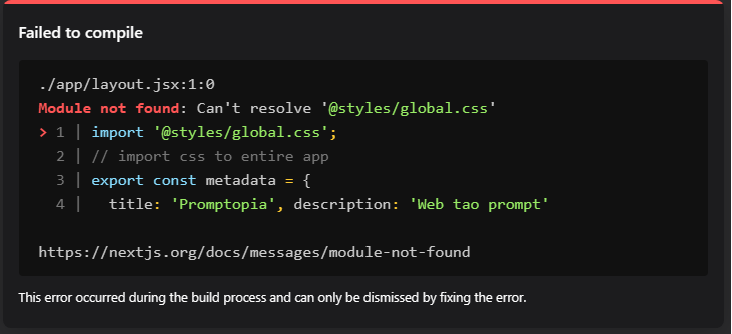 Failed to compile
./app/layout.jsx:1:0
Module not found: Can't resolve '@styles/global.css'
> 1 | import '@styles/global.css';
2 | // import css to entire app
3 | export const metadata = {
4 |   title: 'Promptopia', description: 'Web tao prompt'
https://nextjs.org/docs/messages/module-not-found
This error occurred during the build process and can only be dismissed by fixing the error.